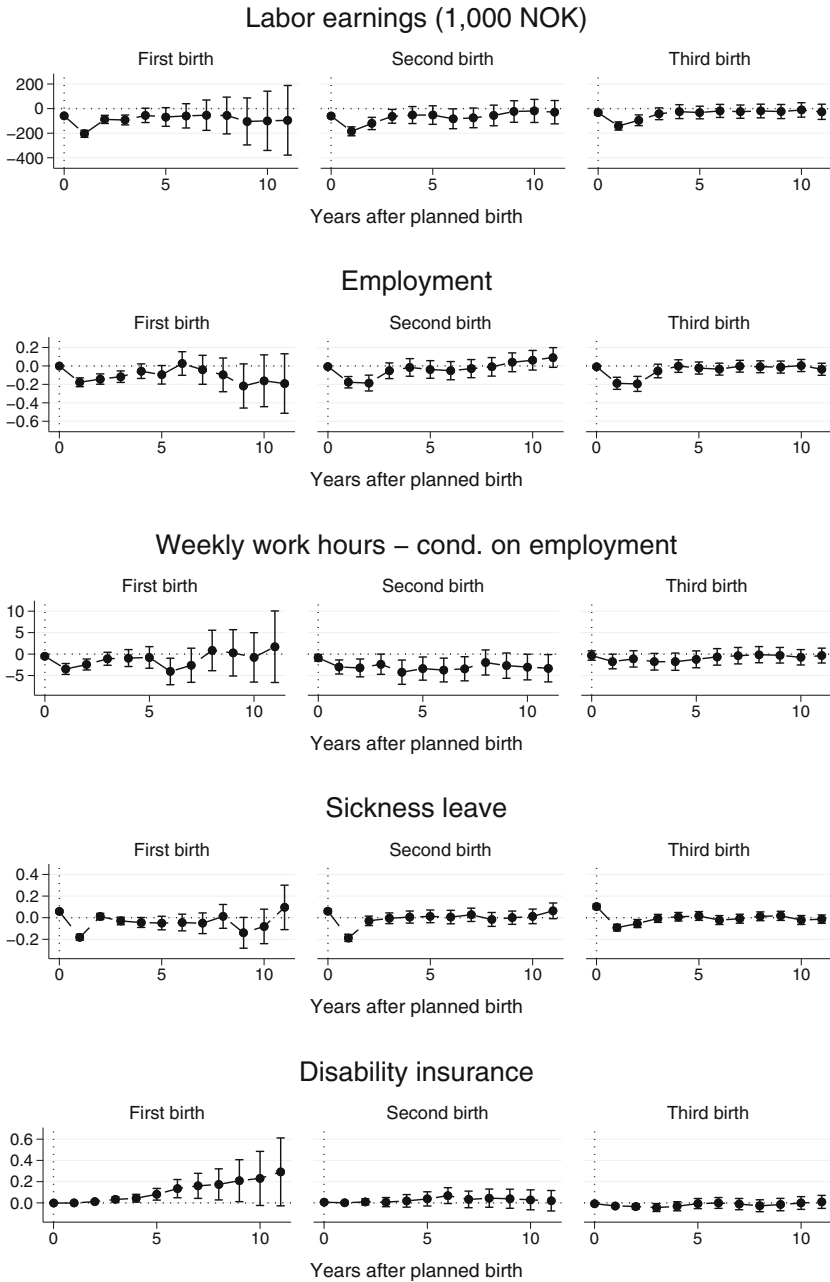 Labor earnings (1,000 NOK)
First birth Second birth Third birth
200
0
−200
−400
0 5 10 0 5 10 0 5 10
Years after planned birth
Employment
First birth Second birth Third birth
0.2
0.0
−0.2
−0.4
−0.6
0 5 10 0 5 10 0 5 10
Years after planned birth
Weekly work hours − cond. on employment
First birth Second birth Third birth
10
5
0
−5
0 5 10 0 5 10 0 5 10
Years after planned birth
Sickness leave
First birth Second birth Third birth
0.4
0.2
0.0
−0.2
0 5 10 0 5 10 0 5 10
Years after planned birth
Disability insurance
First birth Second birth Third birth
0.6
0.4
0.2
0.0
0 5 10 0 5 10 0 5 10
Years after planned birth